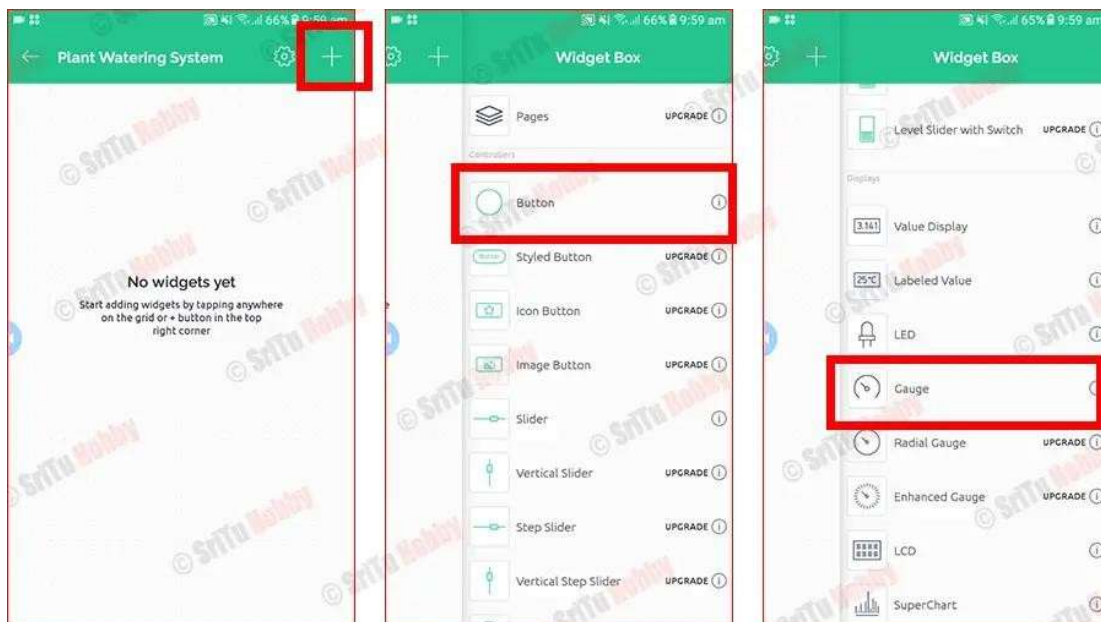 66% 9:59 am
Plant Watering System
No widgets yet
Start adding widgets by tapping anywhere
on the grid or + button in the top
right corner
66% 9:59 am
Widget Box
Pages UPGRADE
Controllers
Button
Styled Button UPGRADE
Icon Button UPGRADE
Image Button UPGRADE
Slider
Vertical Slider UPGRADE
Step Slider UPGRADE
Vertical Step Slider UPGRADE
65% 9:59 am
Widget Box
Level Slider with Switch UPGRADE
Displays
3.141 Value Display
25°C Labeled Value
LED
Gauge
Radial Gauge UPGRADE
Enhanced Gauge UPGRADE
LCD
SuperChart
© SriTu Hobby